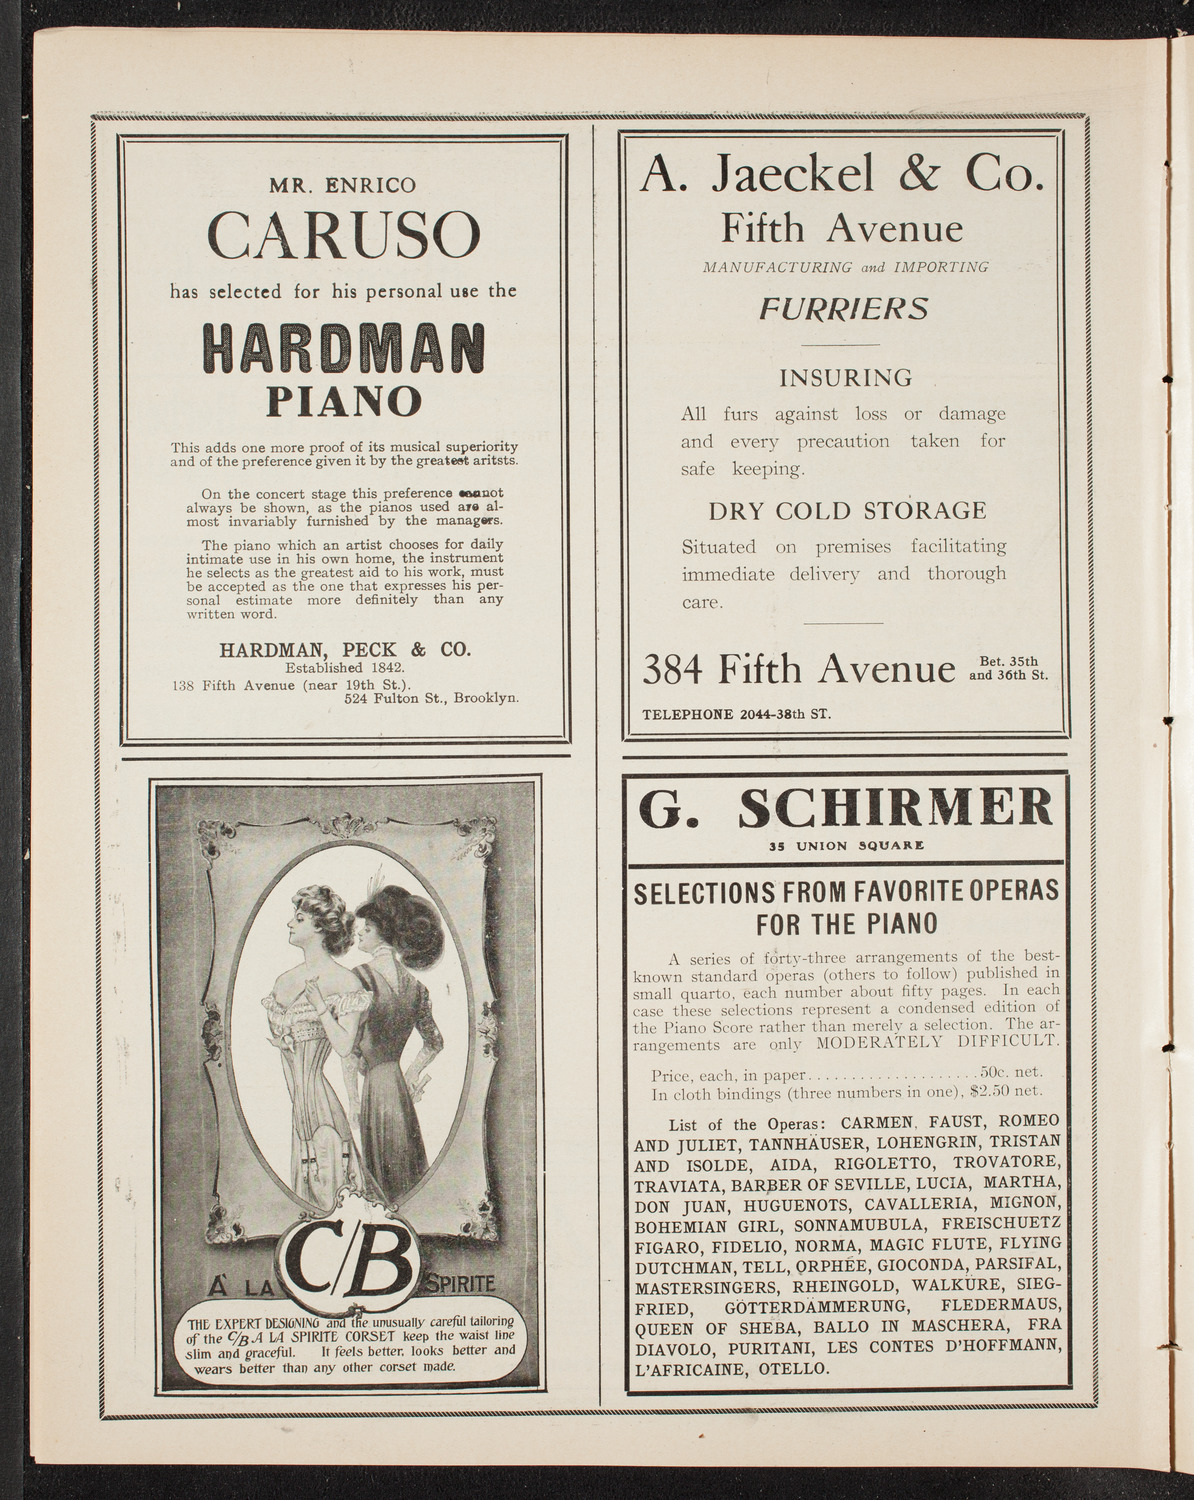 MR. ENRICO
CARUSO
has selected for his personal use the
HARDMAN
PIANO
This adds one more proof of its musical superiority
and of the preference given it by the greatest aritsts.
On the concert stage this preference cannot
always be shown, as the pianos used are al-
most invariably furnished by the managers.
The piano which an artist chooses for daily
intimate use in his own home, the instrument
he selects as the greatest aid to his work, must
be accepted as the one that expresses his per-
sonal estimate more definitely than any
written word.
HARDMAN, PECK & CO.
Established 1842.
138 Fifth Avenue (near 19th St.).
524 Fulton St., Brooklyn.
A. Jaeckel & Co.
Fifth Avenue
MANUFACTURING and IMPORTING
FURRIERS
INSURING
All furs against loss or damage
and every precaution taken for
safe keeping.
DRY COLD STORAGE
Situated on premises facilitating
immediate delivery and thorough
care.
384 Fifth Avenue Bet. 35th
and 36th St.
TELEPHONE 2044-38th ST.
C/B
À LA SPIRITE
THE EXPERT DESIGNING and the unusually careful tailoring
of the C/B A LA SPIRITE CORSET keep the waist line
slim and graceful. It feels better, looks better and
wears better than any other corset made.
G. SCHIRMER
35 UNION SQUARE
SELECTIONS FROM FAVORITE OPERAS
FOR THE PIANO
A series of forty-three arrangements of the best-
known standard operas (others to follow) published in
small quarto, each number about fifty pages. In each
case these selections represent a condensed edition of
the Piano Score rather than merely a selection. The ar-
rangements are only MODERATELY DIFFICULT.
Price, each, in paper...................50c. net.
In cloth bindings (three numbers in one), $2.50 net.
List of the Operas: CARMEN, FAUST, ROMEO
AND JULIET, TANNHÄUSER, LOHENGRIN, TRISTAN
AND ISOLDE, AIDA, RIGOLETTO, TROVATORE,
TRAVIATA, BARBER OF SEVILLE, LUCIA, MARTHA,
DON JUAN, HUGUENOTS, CAVALLERIA, MIGNON,
BOHEMIAN GIRL, SONNAMUBULA, FREISCHUETZ
FIGARO, FIDELIO, NORMA, MAGIC FLUTE, FLYING
DUTCHMAN, TELL, ORPHÉE, GIOCONDA, PARSIFAL,
MASTERSINGERS, RHEINGOLD, WALKÜRE, SIEG-
FRIED, GÖTTERDÄMMERUNG, FLEDERMAUS,
QUEEN OF SHEBA, BALLO IN MASCHERA, FRA
DIAVOLO, PURITANI, LES CONTES D'HOFFMANN,
L'AFRICAINE, OTELLO.